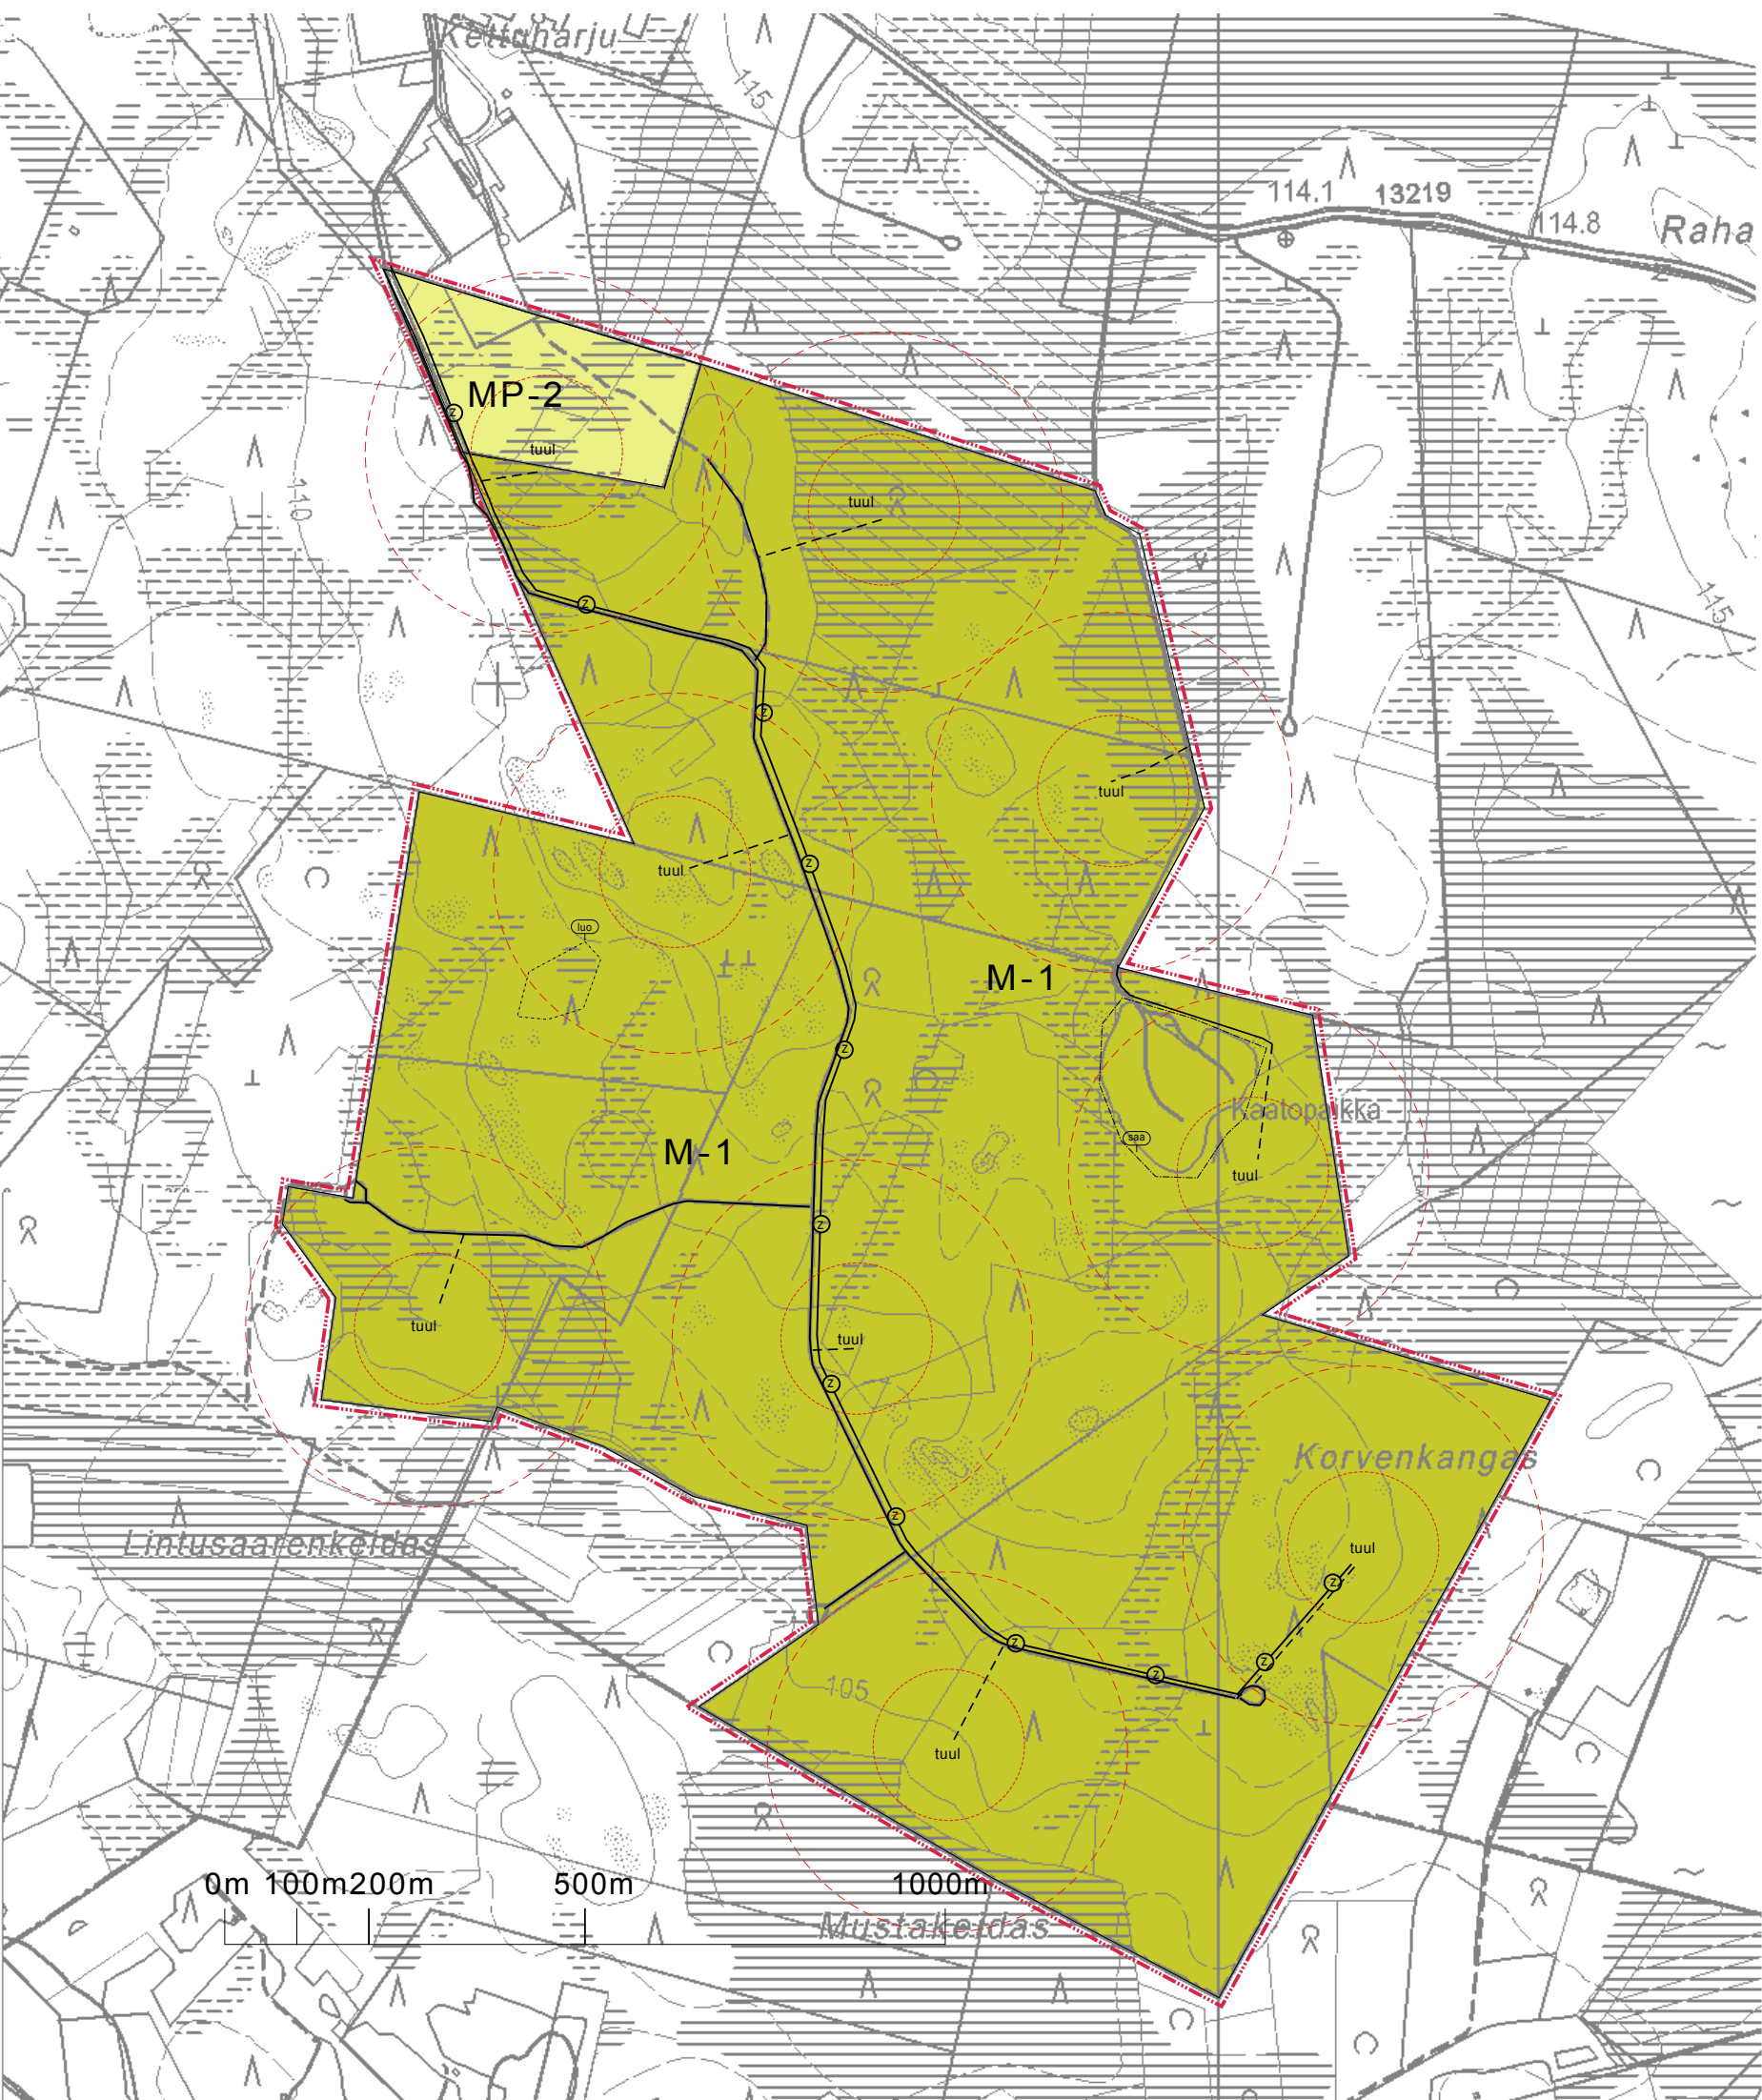 Kettuharju
115
114.1
13219
114.8
Raha
MP-2
z
tuul
tuul
110
z
115
z
tuul
z
tuul
luo
M-1
z
Kaatopaikka
saa
M-1
tuul
z
tuul
tuul
z
Korvenkangas
z
Lintusaarenkeidas
tuul
z
z
z
z
105
tuul
0m 100m 200m 500m 1000m
Mustakeidas